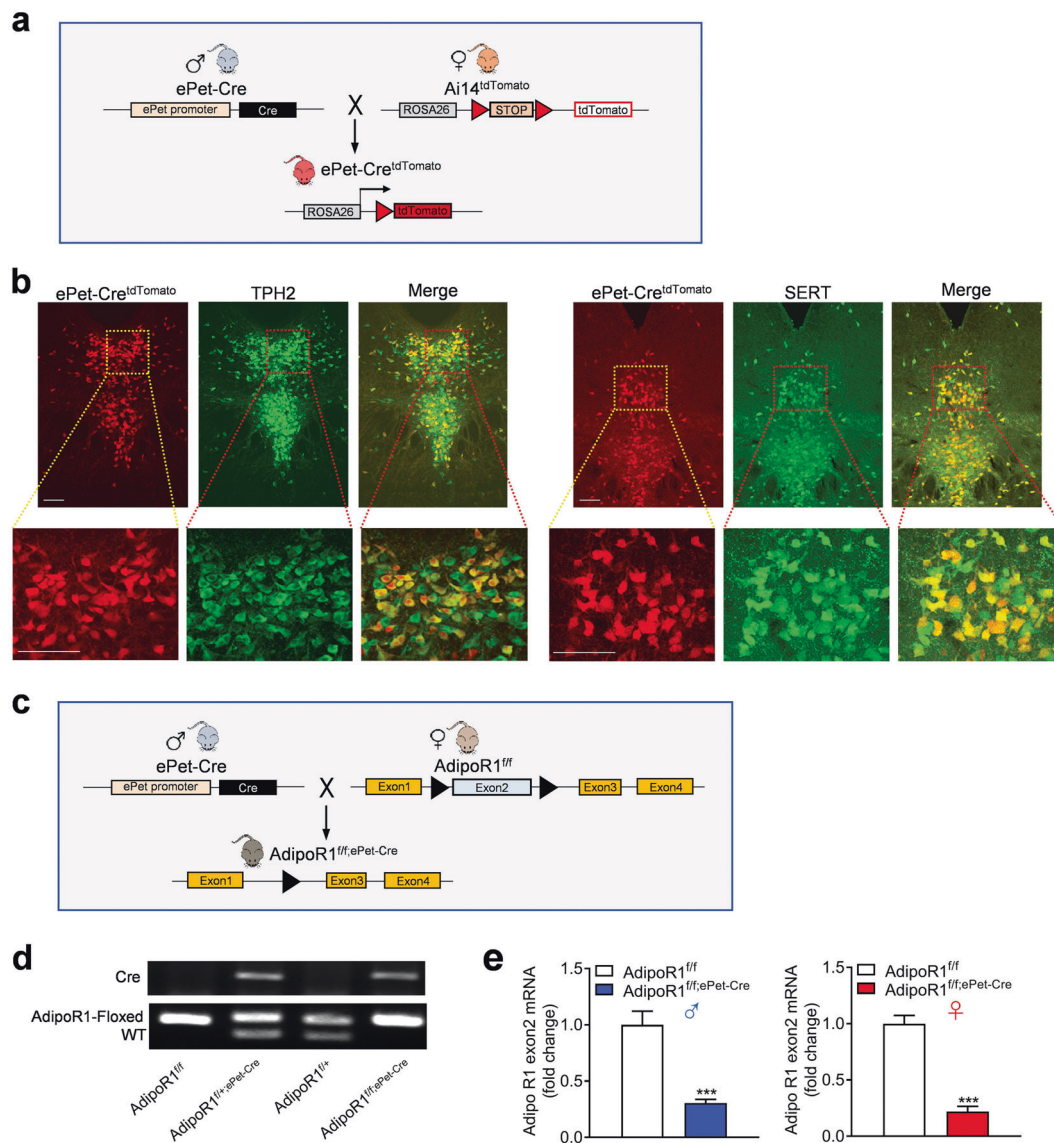 a
♂
ePet-Cre
ePet promoter
Cre
X
♀
Ai14tdTomato
ROSA26
STOP
tdTomato
ePet-CretdTomato
ROSA26
tdTomato
b
ePet-CretdTomato
TPH2
Merge
ePet-CretdTomato
SERT
Merge
c
♂
ePet-Cre
ePet promoter
Cre
X
♀
AdipoR1f/f
Exon1
Exon2
Exon3
Exon4
AdipoR1f/f;ePet-Cre
Exon1
Exon3
Exon4
d
Cre
AdipoR1-Floxed
WT
AdipoR1f/f
AdipoR1f/+;ePet-Cre
AdipoR1f/+
AdipoR1f/f;ePet-Cre
e
Adipo R1 exon2 mRNA
(fold change)
1.5
1.0
0.5
0.0
AdipoR1f/f
AdipoR1f/f;ePet-Cre
♂
***
Adipo R1 exon2 mRNA
(fold change)
1.5
1.0
0.5
0.0
AdipoR1f/f
AdipoR1f/f;ePet-Cre
♀
***